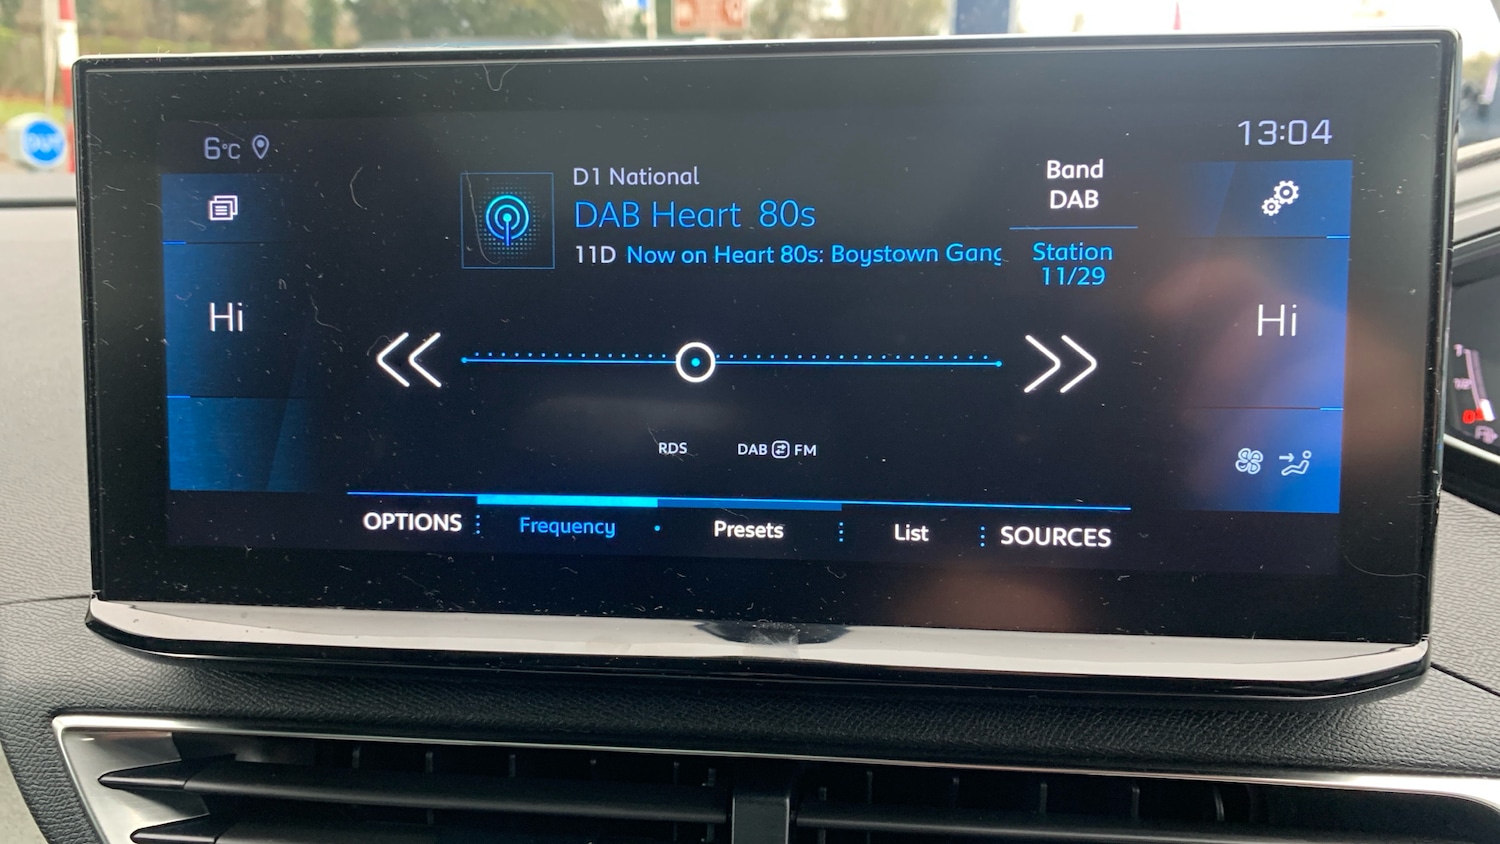 6°C
13:04
D1 National
DAB Heart 80s
11D Now on Heart 80s: Boystown Gang
Band
DAB
Station
11/29
Hi
Hi
RDS
DAB FM
OPTIONS
Frequency
Presets
List
SOURCES